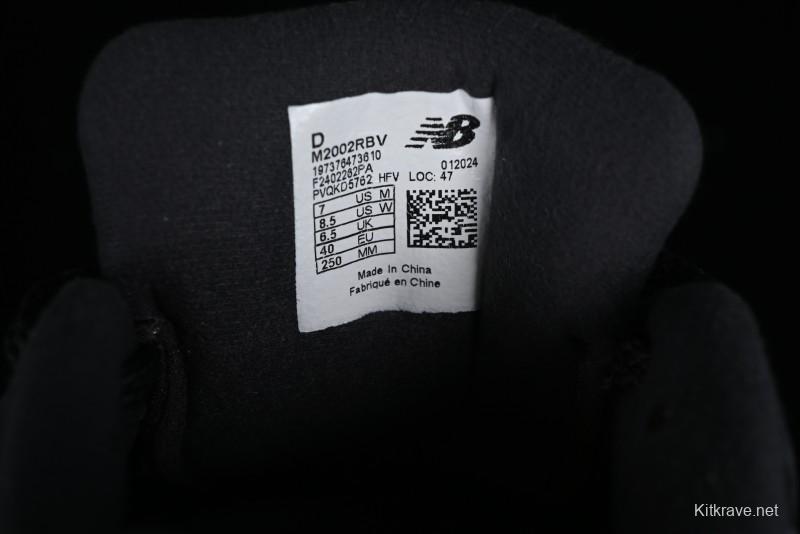 D
NB
M2002RBV
197376473610
012024
F2402262PA
PVQKD5762 HFV LOC: 47
7 US M
8.5 US W
6.5 UK
40 EU
250 MM
Made In China
Fabriqué en Chine
Kitkrave.net